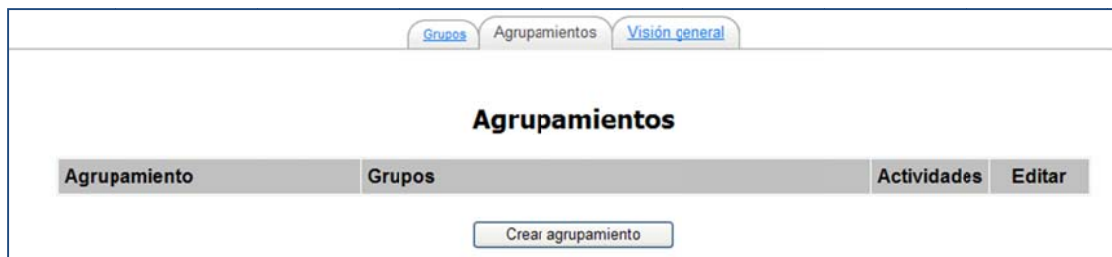 Grupos Agrupamientos Visión general
Agrupamientos
Agrupamiento Grupos Actividades Editar
Crear agrupamiento